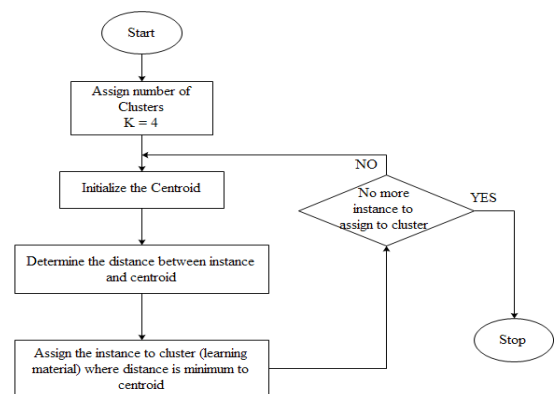 Start
Assign number of
Clusters
K = 4
NO
Initialize the Centroid
No more
instance to
assign to cluster
YES
Determine the distance between instance
and centroid
Stop
Assign the instance to cluster (learning
material) where distance is minimum to
centroid